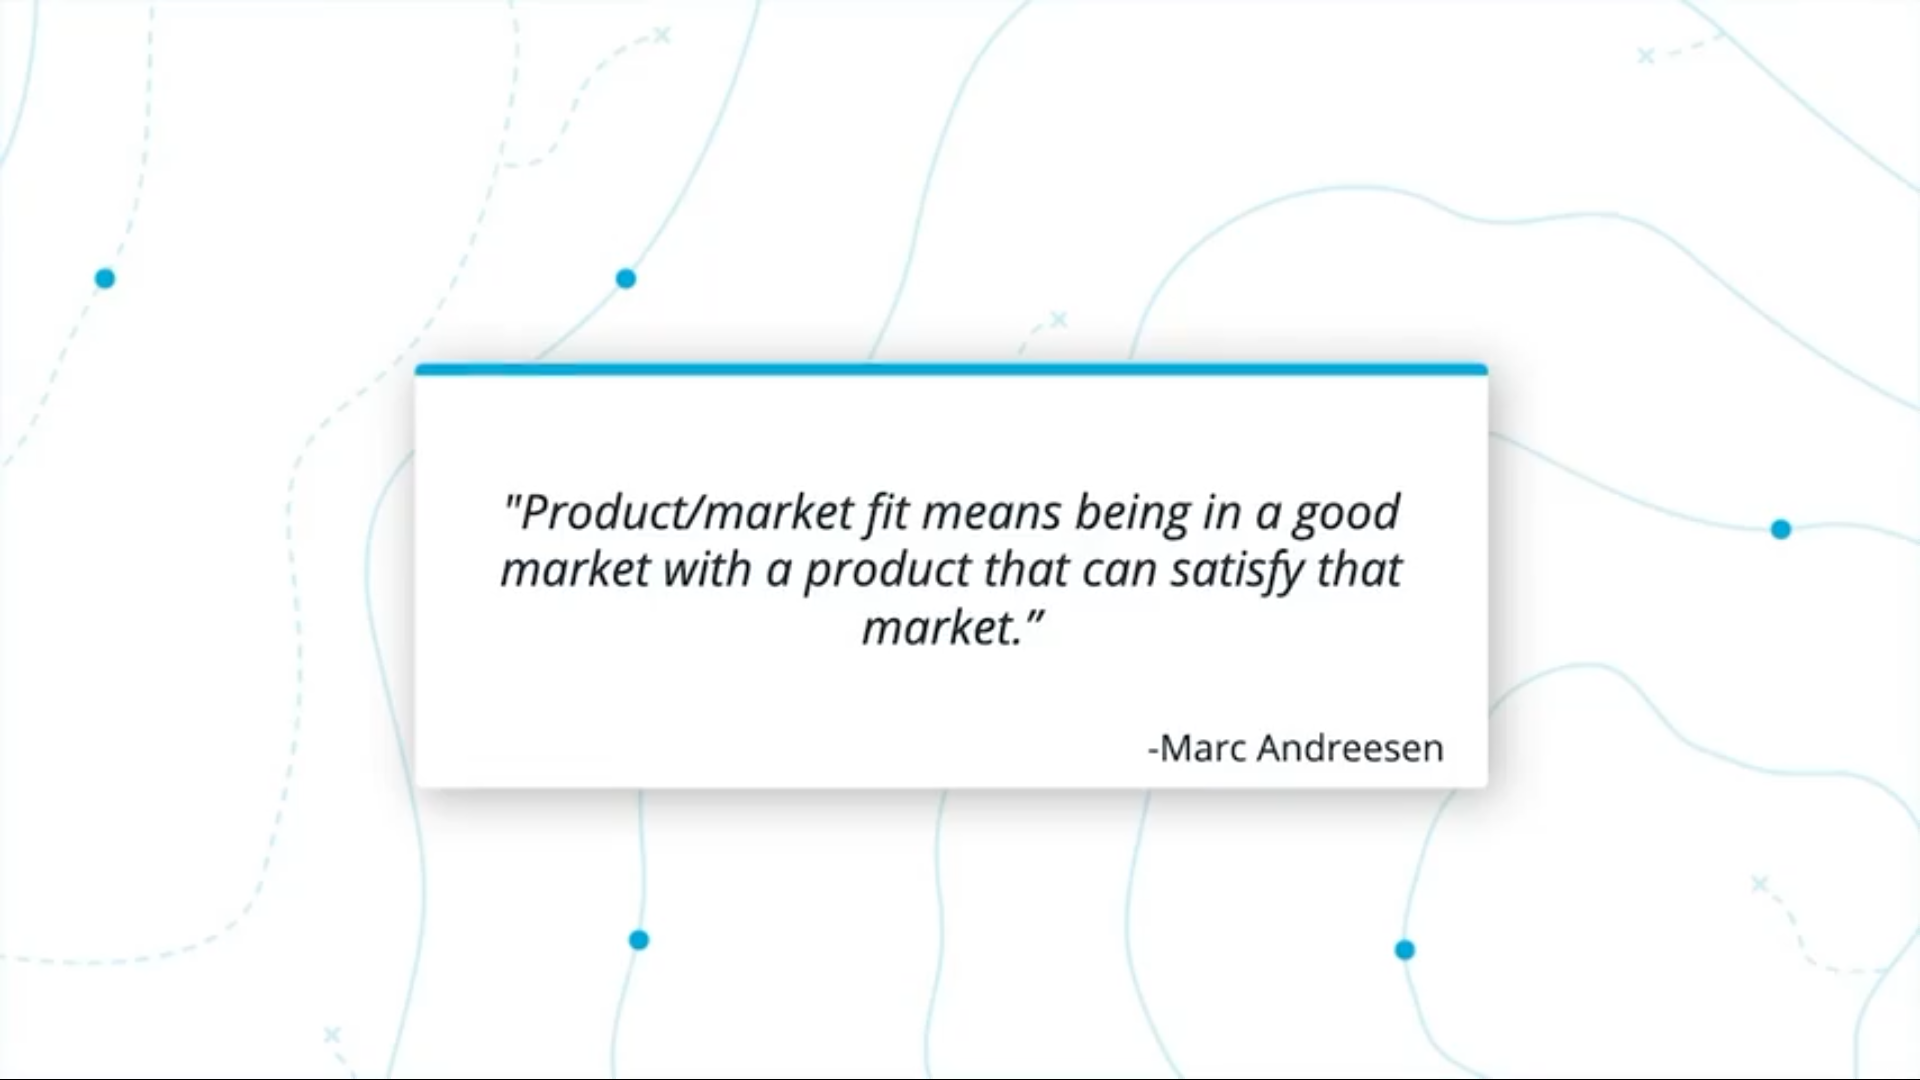 "Product/market fit means being in a good
market with a product that can satisfy that
market.”
-Marc Andreesen